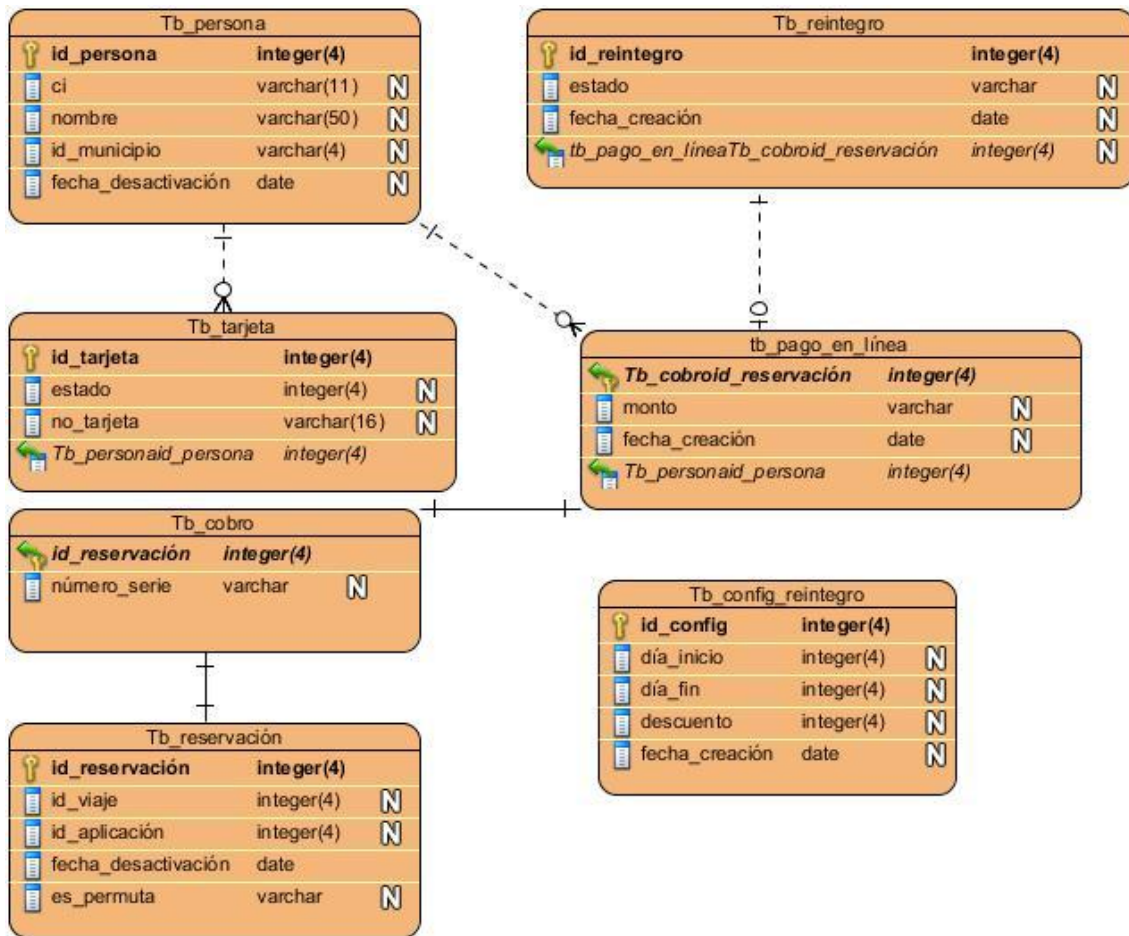 Tb_persona
id_persona integer(4)
ci varchar(11) N
nombre varchar(50) N
id_municipio varchar(4) N
fecha_desactivación date N
Tb_reintegro
id_reintegro integer(4)
estado varchar N
fecha_creación date N
tb_pago_en_líneaTb_cobroid_reservación integer(4) N
Tb_tarjeta
id_tarjeta integer(4)
estado integer(4) N
no_tarjeta varchar(16) N
Tb_personaid_persona integer(4)
tb_pago_en_línea
Tb_cobroid_reservación integer(4)
monto varchar N
fecha_creación date N
Tb_personaid_persona integer(4)
Tb_cobro
id_reservación integer(4)
número_serie varchar N
Tb_config_reintegro
id_config integer(4)
día_inicio integer(4) N
día_fin integer(4) N
descuento integer(4) N
fecha_creación date N
Tb_reservación
id_reservación integer(4)
id_viaje integer(4) N
id_aplicación integer(4) N
fecha_desactivación date
es_permuta varchar N